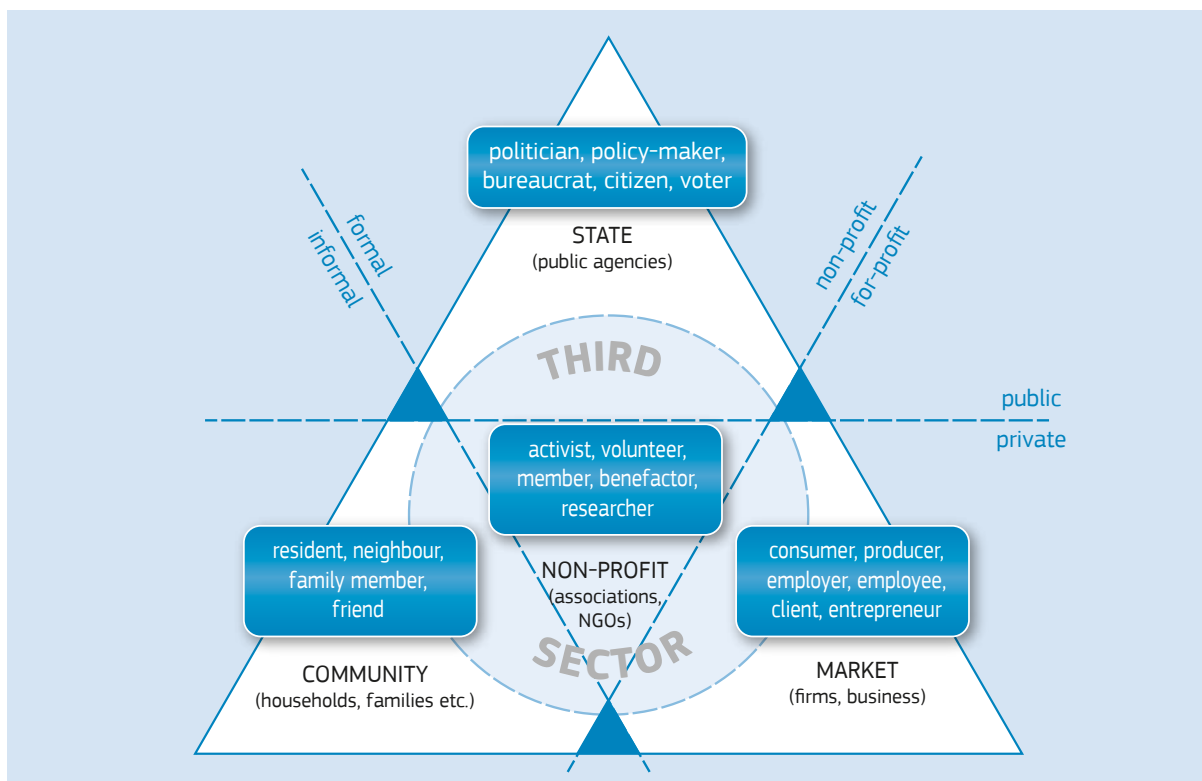 politician, policy-maker,
bureaucrat, citizen, voter
STATE
(public agencies)
formal
informal
non-profit
for-profit
THIRD
public
private
activist, volunteer,
member, benefactor,
researcher
resident, neighbour,
family member,
friend
consumer, producer,
employer, employee,
client, entrepreneur
NON-PROFIT
(associations,
NGOs)
SECTOR
COMMUNITY
(households, families etc.)
MARKET
(firms, business)